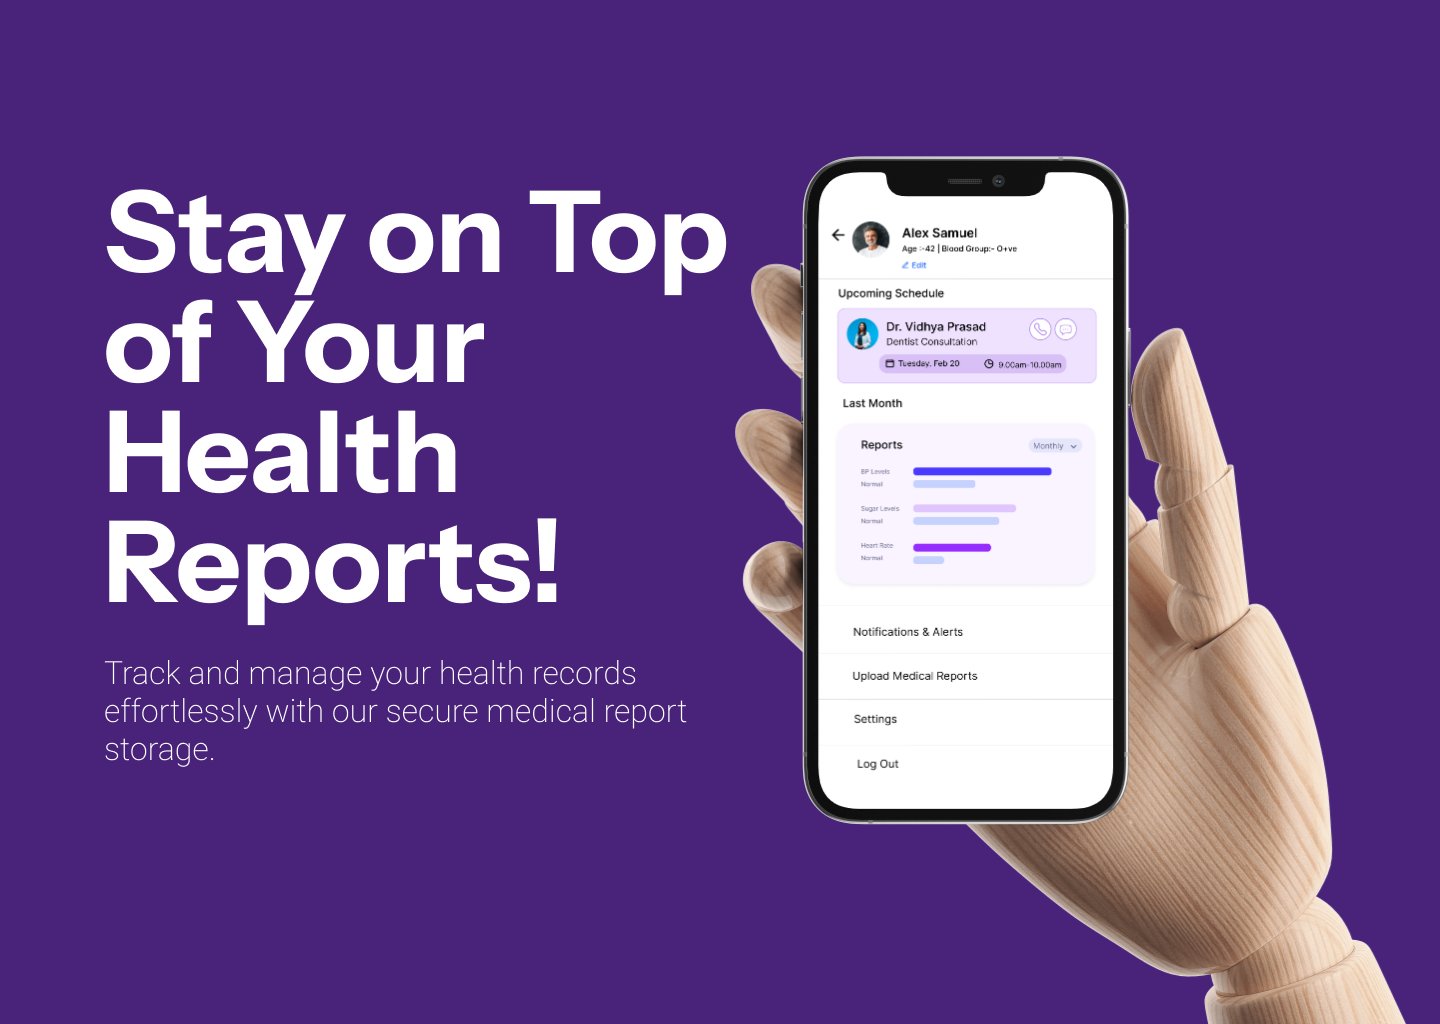 Stay on Top
of Your
Health
Reports!
Track and manage your health records
effortlessly with our secure medical report
storage.
Alex Samuel
Age :-42 | Blood Group:- O+ve
Edit
Upcoming Schedule
Dr. Vidhya Prasad
Dentist Consultation
Tuesday, Feb 20 9.00am-10.00am
Last Month
Reports Monthly
BP Levels
Normal
Sugar Levels
Normal
Heart Rate
Normal
Notifications & Alerts
Upload Medical Reports
Settings
Log Out